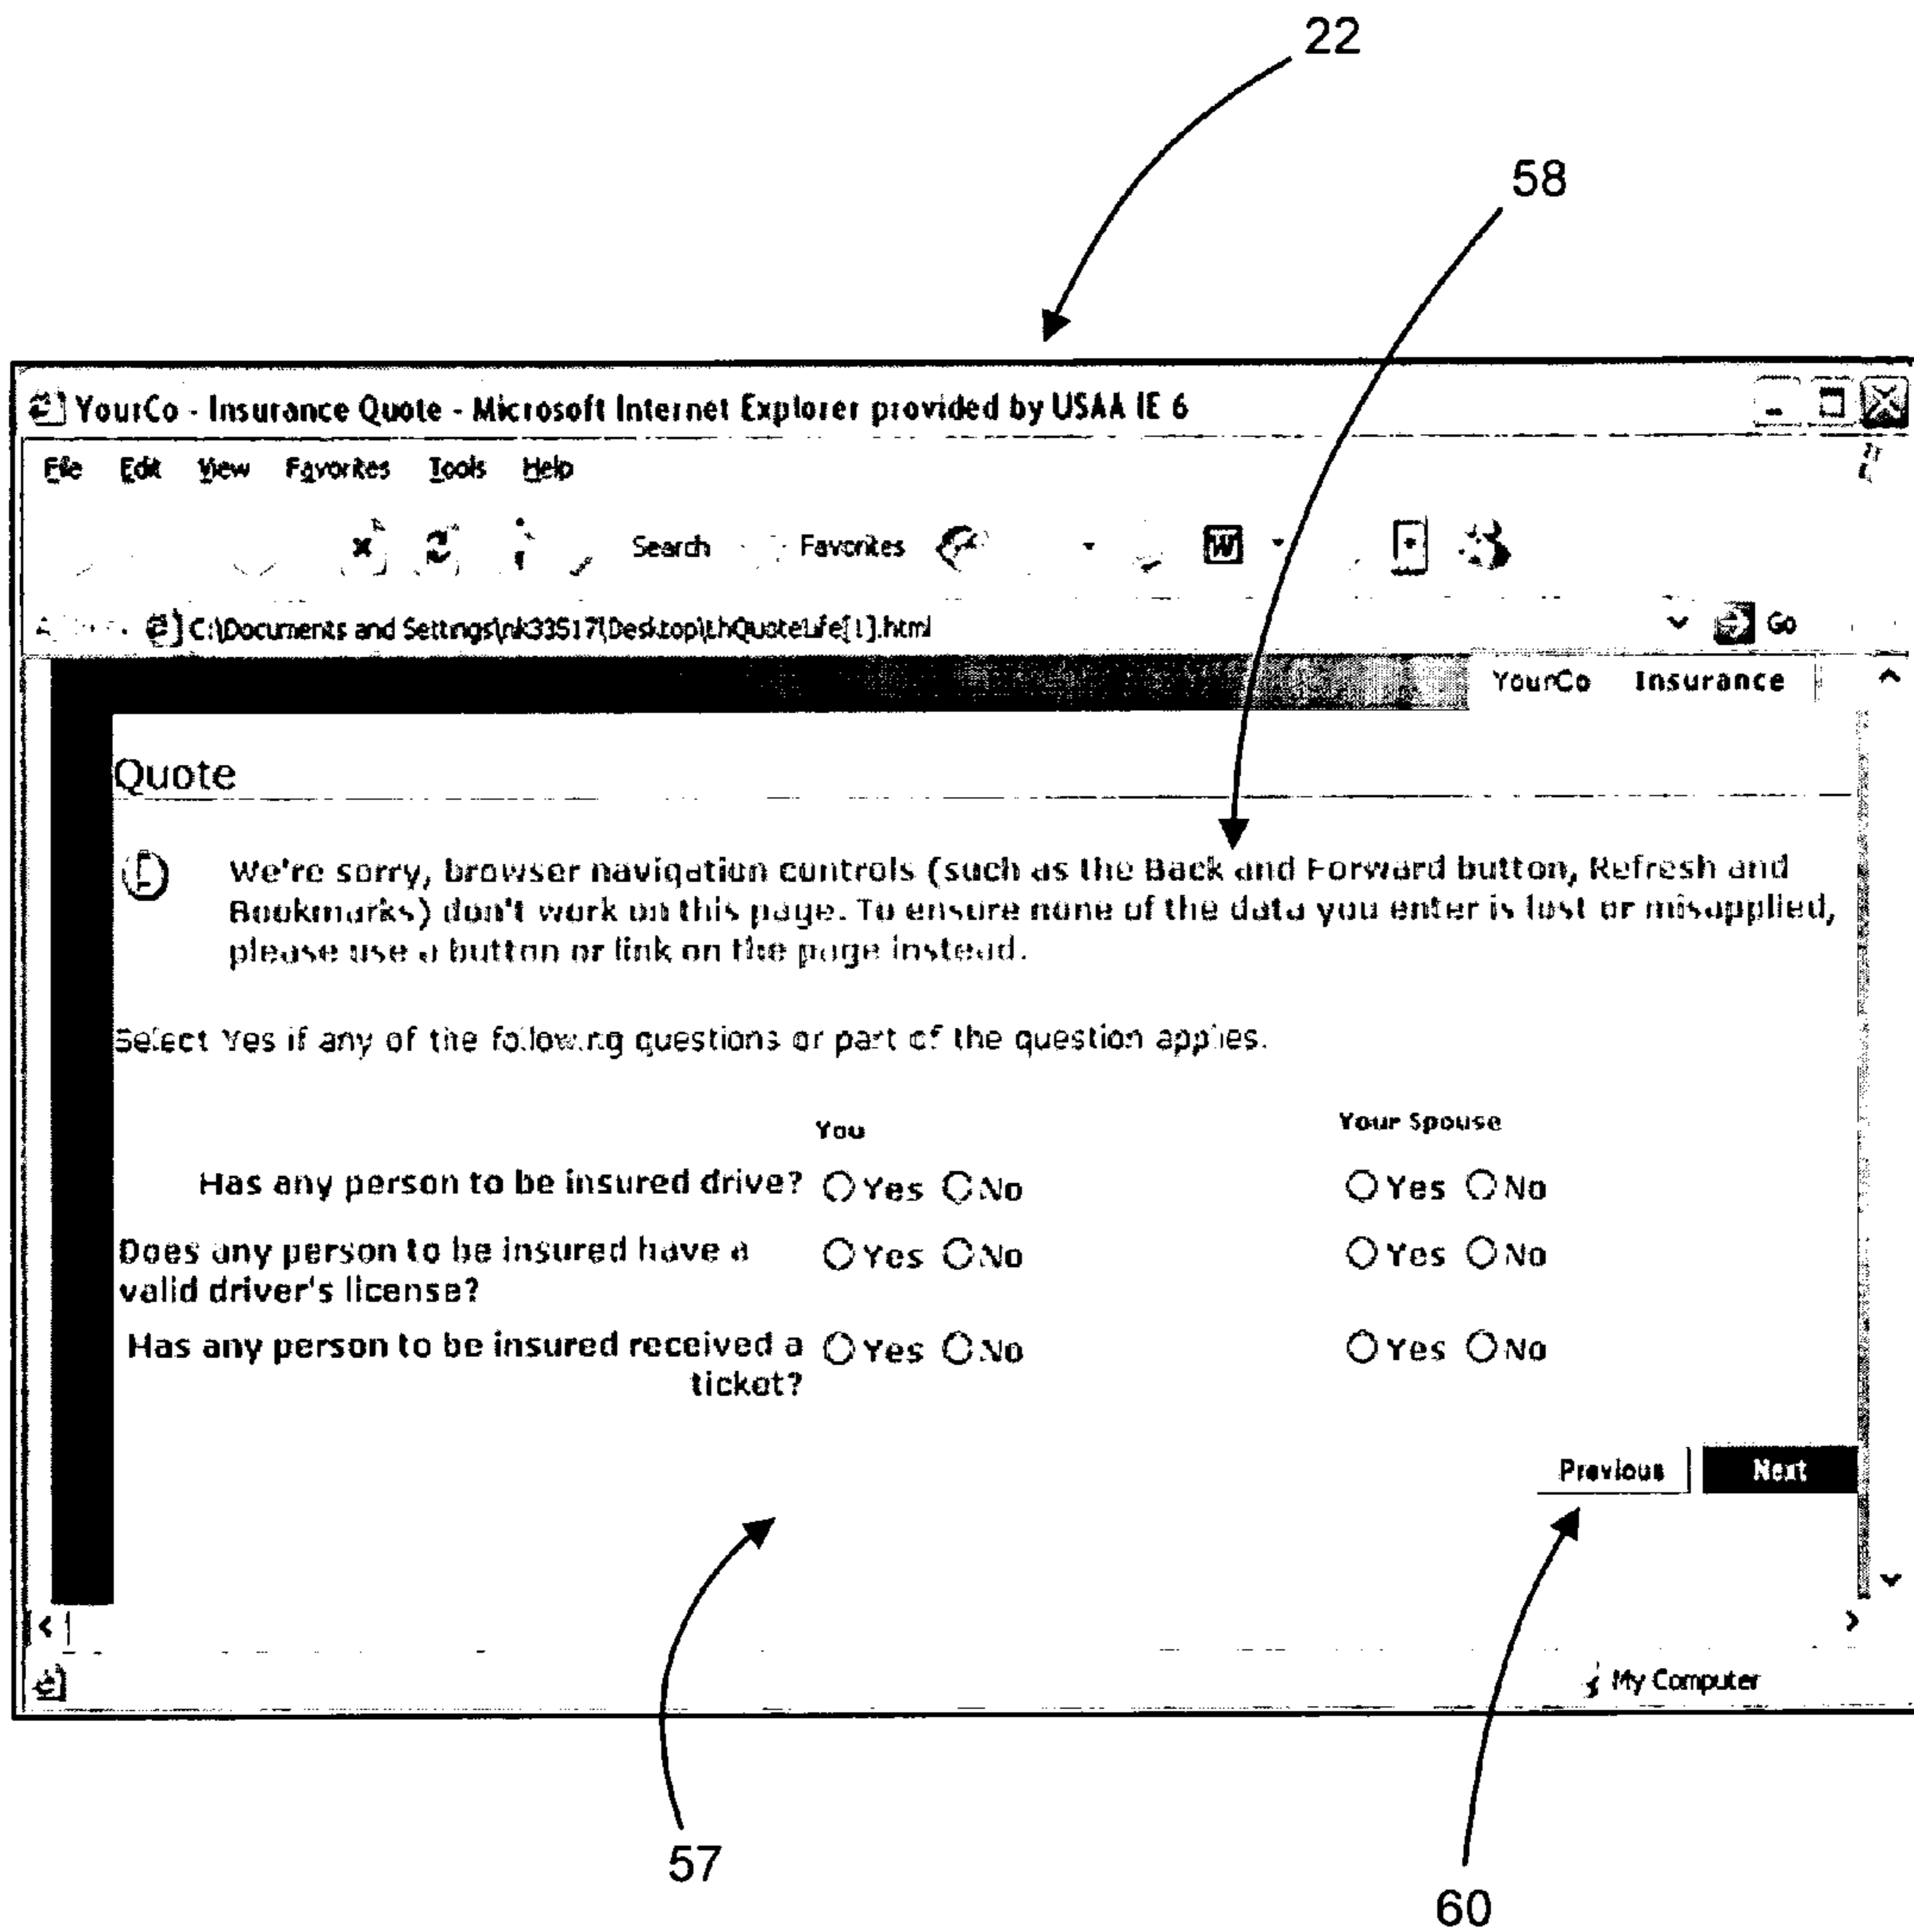 22
58
YourCo - Insurance Quote - Microsoft Internet Explorer provided by USAA IE 6
File Edit View Favorites Tools Help
Search Favorites
C:\Documents and Settings\nk33517\Desktop\LhQuoteLife[1].html Go
YourCo Insurance
Quote
We're sorry, browser navigation controls (such as the Back and Forward button, Refresh and
Bookmarks) don't work on this page. To ensure none of the data you enter is lost or misapplied,
please use a button or link on the page instead.
Select Yes if any of the following questions or part of the question applies.
You Your Spouse
Has any person to be insured drive? Yes No Yes No
Does any person to be insured have a Yes No Yes No
valid driver's license?
Has any person to be insured received a Yes No Yes No
ticket?
Previous Next
My Computer
57
60